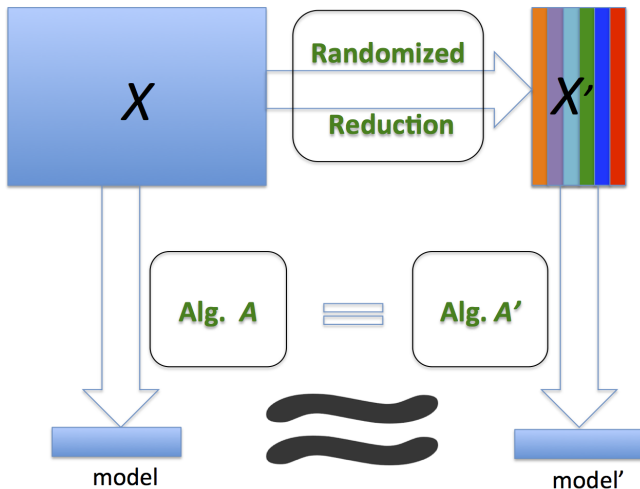 X
Randomized
Reduction
X'
Alg. A
Alg. A'
model
model'